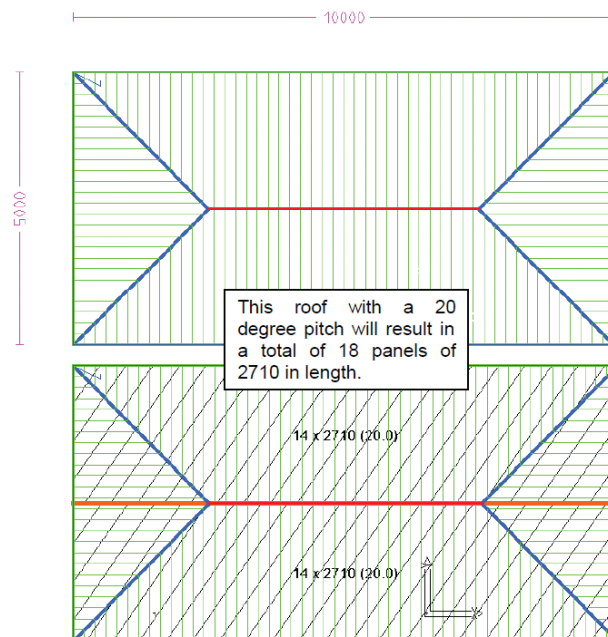 10000
5000
This roof with a 20
degree pitch will result in
a total of 18 panels of
2710 in length.
14 x 2710 (20.0)
14 x 2710 (20.0)